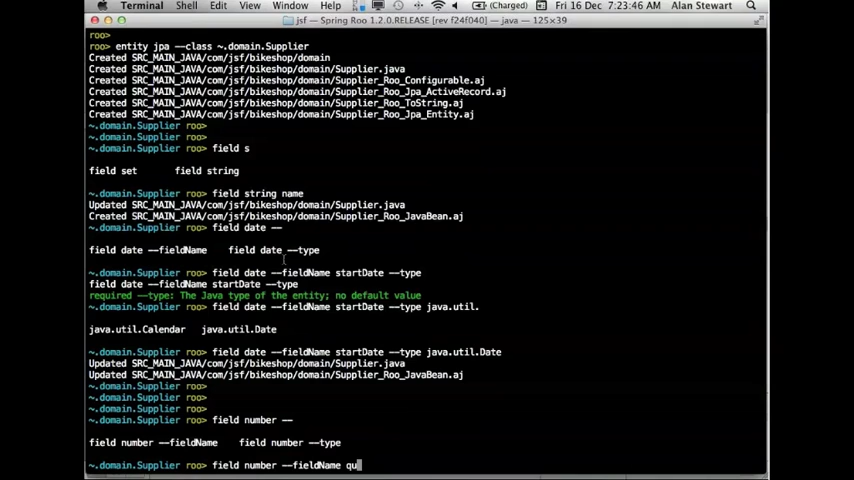 Terminal Shell Edit View Window Help (Charged) Fri 16 Dec 7:23:46 AM Alan Stewart
jsf — Spring Roo 1.2.0.RELEASE [rev f24f040] — java — 125×39
roo>
roo> entity jpa --class ~.domain.Supplier
Created SRC_MAIN_JAVA/com/jsf/bikeshop/domain
Created SRC_MAIN_JAVA/com/jsf/bikeshop/domain/Supplier.java
Created SRC_MAIN_JAVA/com/jsf/bikeshop/domain/Supplier_Roo_Configurable.aj
Created SRC_MAIN_JAVA/com/jsf/bikeshop/domain/Supplier_Roo_Jpa_ActiveRecord.aj
Created SRC_MAIN_JAVA/com/jsf/bikeshop/domain/Supplier_Roo_ToString.aj
Created SRC_MAIN_JAVA/com/jsf/bikeshop/domain/Supplier_Roo_Jpa_Entity.aj
~.domain.Supplier roo>
~.domain.Supplier roo>
~.domain.Supplier roo> field s
field set field string
~.domain.Supplier roo> field string name
Updated SRC_MAIN_JAVA/com/jsf/bikeshop/domain/Supplier.java
Created SRC_MAIN_JAVA/com/jsf/bikeshop/domain/Supplier_Roo_JavaBean.aj
~.domain.Supplier roo> field date --
field date --fieldName field date --type
~.domain.Supplier roo> field date --fieldName startDate --type
field date --fieldName startDate --type
required --type: The Java type of the entity; no default value
~.domain.Supplier roo> field date --fieldName startDate --type java.util.
java.util.Calendar java.util.Date
~.domain.Supplier roo> field date --fieldName startDate --type java.util.Date
Updated SRC_MAIN_JAVA/com/jsf/bikeshop/domain/Supplier.java
Updated SRC_MAIN_JAVA/com/jsf/bikeshop/domain/Supplier_Roo_JavaBean.aj
~.domain.Supplier roo>
~.domain.Supplier roo>
~.domain.Supplier roo>
~.domain.Supplier roo> field number --
field number --fieldName field number --type
~.domain.Supplier roo> field number --fieldName qu